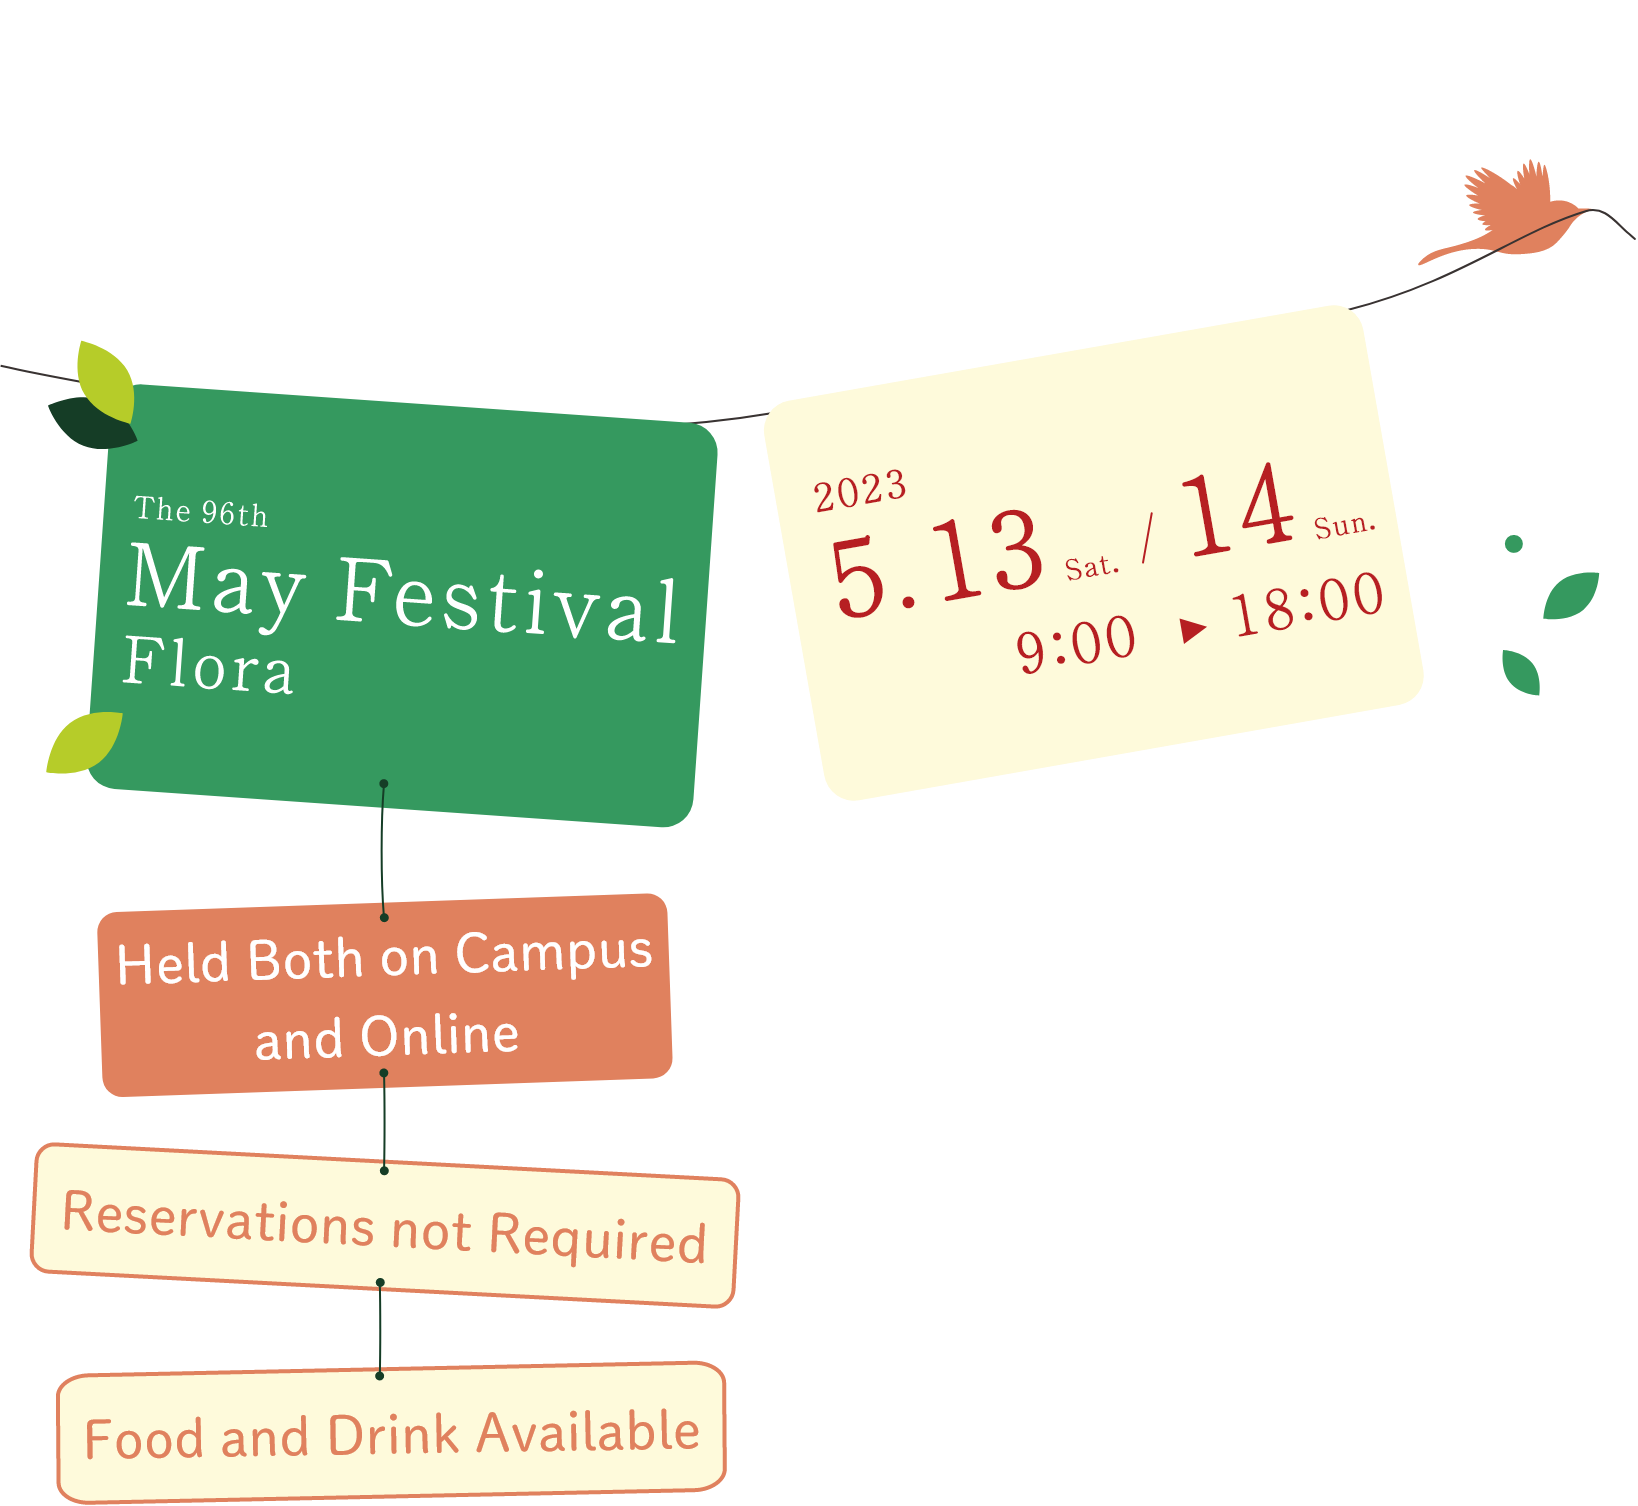 The 96th
May Festival
Flora
2023
5.13 Sat. / 14 Sun.
9:00 ▶ 18:00
Held Both on Campus
and Online
Reservations not Required
Food and Drink Available